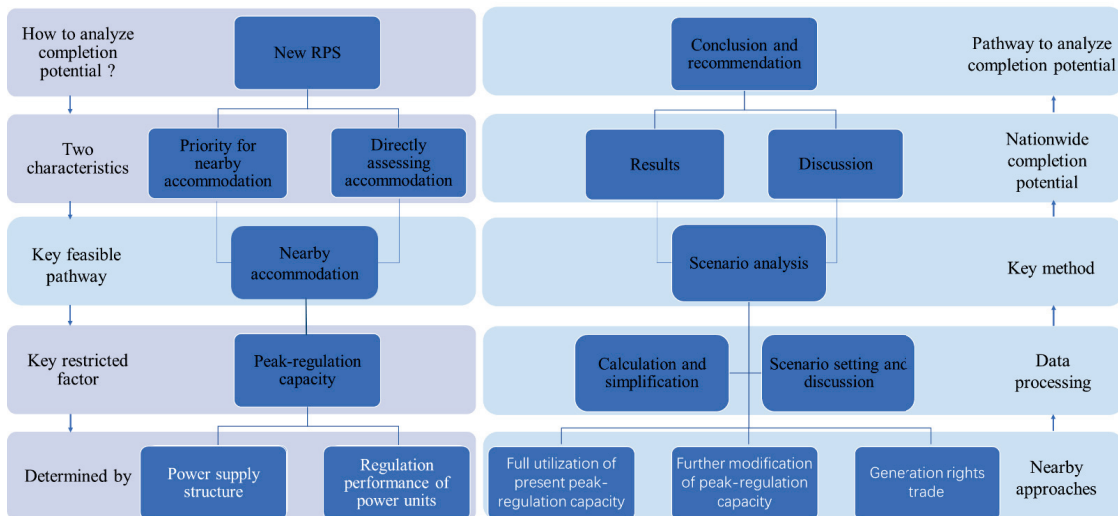 How to analyze
completion
potential ?
New RPS
Two
characteristics
Priority for
nearby
accommodation
Directly
assessing
accommodation
Key feasible
pathway
Nearby
accommodation
Key restricted
factor
Peak-regulation
capacity
Determined by
Power supply
structure
Regulation
performance of
power units
Conclusion and
recommendation
Pathway to analyze
completion potential
Results
Discussion
Nationwide
completion
potential
Scenario analysis
Key method
Calculation and
simplification
Scenario setting and
discussion
Data
processing
Full utilization of
present peak-
regulation capacity
Further modification
of peak-regulation
capacity
Generation rights
trade
Nearby
approaches